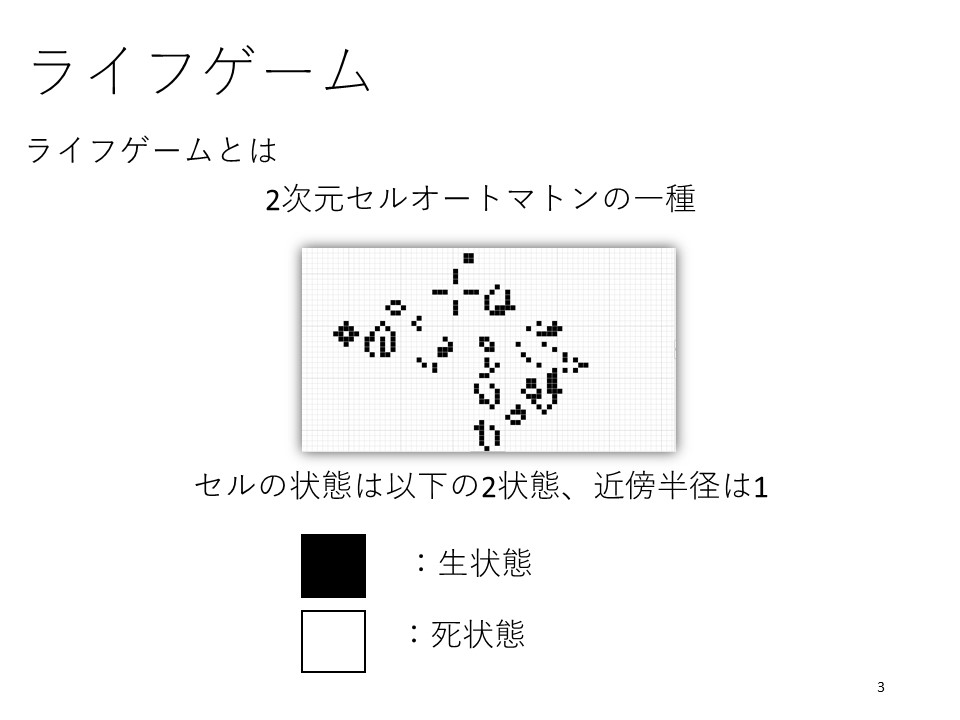 ライフゲーム
ライフゲームとは
2次元セルオートマトンの一種
セルの状態は以下の2状態、近傍半径は1
：生状態
：死状態
3